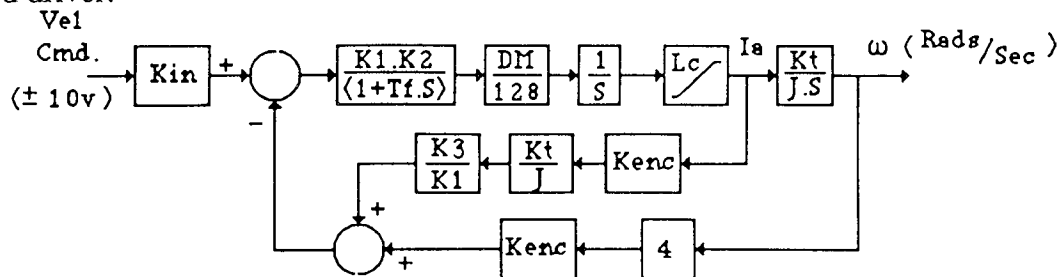 Vel
Cmd.
(± 10v)
Kin
+
-
K1.K2
(1+Tf.S)
DM
128
1
S
Lc
Ia
Kt
J.S
ω (Rads/Sec)
K3
K1
Kt
J
Kenc
+
+
Kenc
4